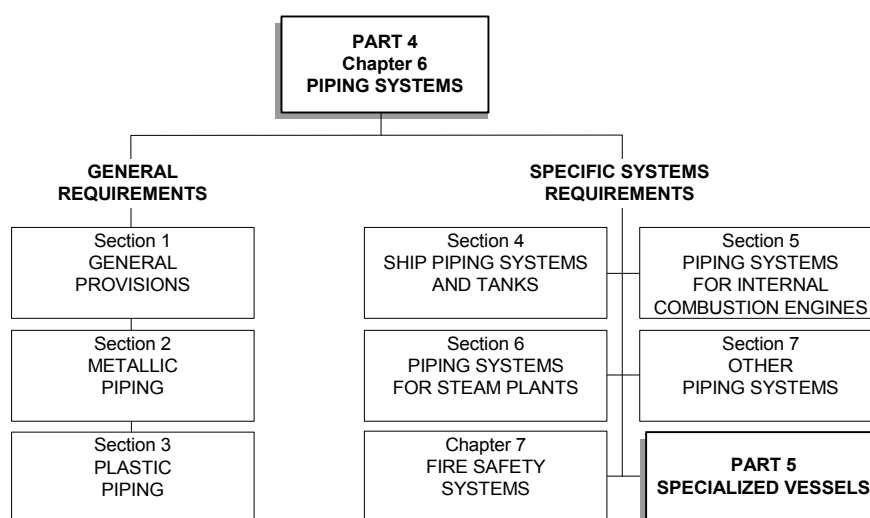 PART 4
Chapter 6
PIPING SYSTEMS
GENERAL
REQUIREMENTS
SPECIFIC SYSTEMS
REQUIREMENTS
Section 1
GENERAL
PROVISIONS
Section 4
SHIP PIPING SYSTEMS
AND TANKS
Section 5
PIPING SYSTEMS
FOR INTERNAL
COMBUSTION ENGINES
Section 2
METALLIC
PIPING
Section 6
PIPING SYSTEMS
FOR STEAM PLANTS
Section 7
OTHER
PIPING SYSTEMS
Section 3
PLASTIC
PIPING
Chapter 7
FIRE SAFETY
SYSTEMS
PART 5
SPECIALIZED VESSELS